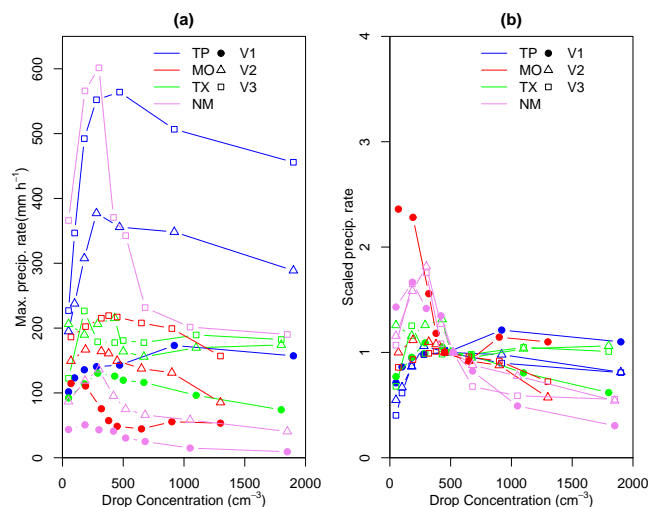 (a)
(b)
TP V1
MO V2
TX V3
NM
TP V1
MO V2
TX V3
NM
Max. precip. rate(mm h⁻¹)
0 100 200 300 400 500 600
Scaled precip. rate
0 1 2 3 4
0 500 1000 1500 2000
0 500 1000 1500 2000
Drop Concentration (cm⁻³)
Drop Concentration (cm⁻³)